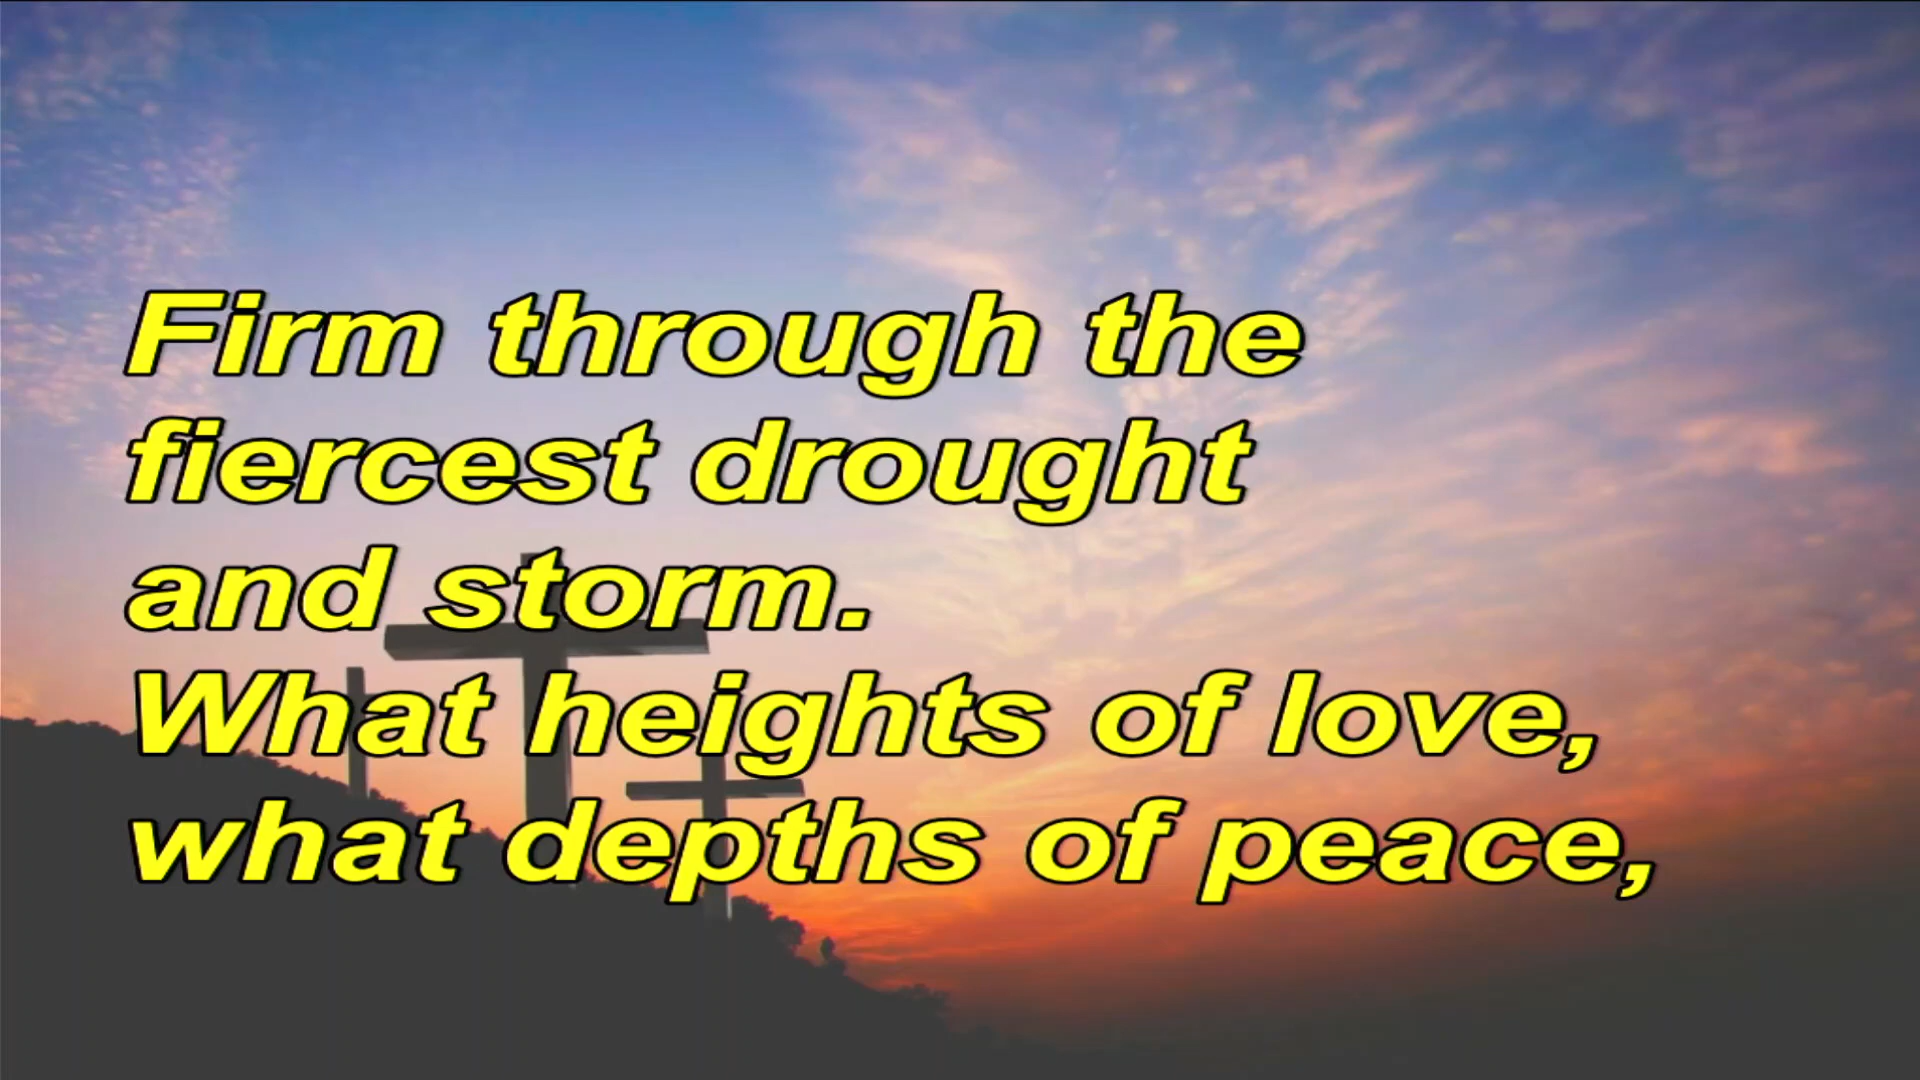 Firm through the
fiercest drought
and storm.
What heights of love,
what depths of peace,